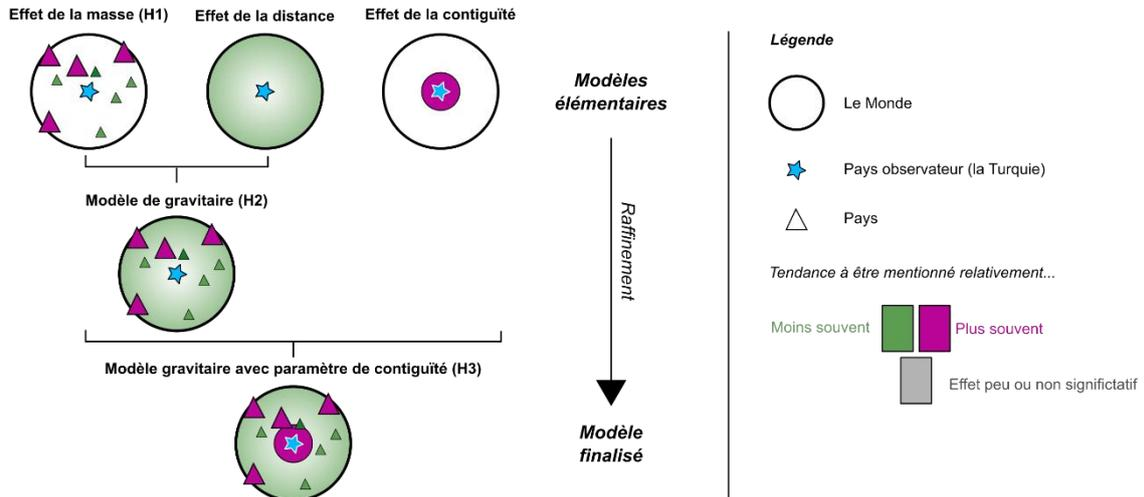 Effet de la masse (H1)
Effet de la distance
Effet de la contiguïté
Modèle de gravitaire (H2)
Modèle gravitaire avec paramètre de contiguïté (H3)
Modèles
élémentaires
Raffinement
Modèle
finalisé
Légende
Le Monde
Pays observateur (la Turquie)
Pays
Tendance à être mentionné relativement...
Moins souvent
Plus souvent
Effet peu ou non significtatif